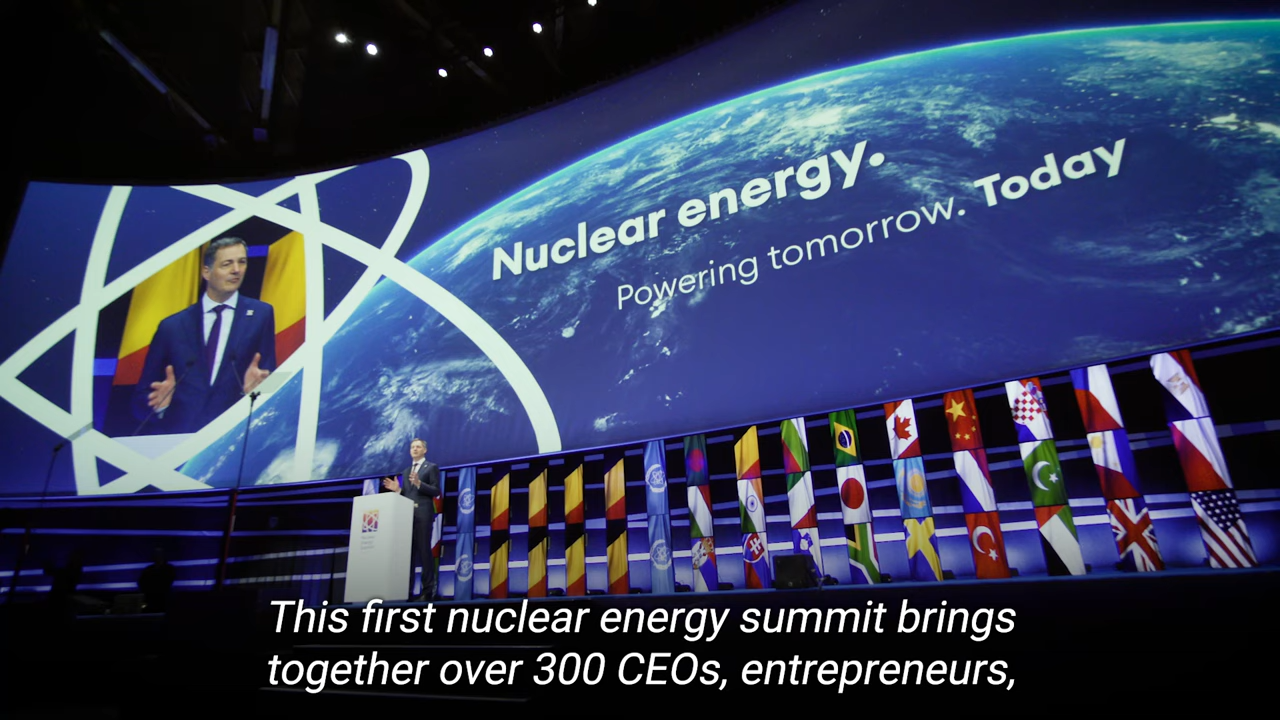 Nuclear energy.
Powering tomorrow. Today
This first nuclear energy summit brings
together over 300 CEOs, entrepreneurs,